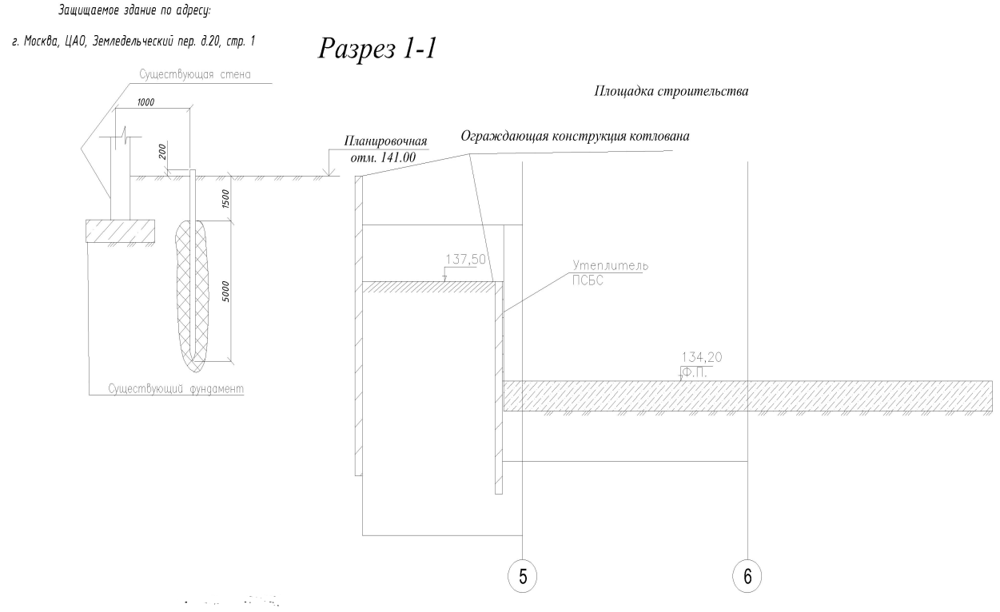 Защищаемое здание по адресу:
г. Москва, ЦАО, Земледельческий пер. д.20, стр. 1
Разрез 1-1
Существующая стена
Площадка строительства
1000
Планировочная
отм. 141.00
Ограждающая конструкция котлована
200
1500
137,50
Утеплитель
ПСБС
5000
134,20
Ф.П.
Существующий фундамент
5
6